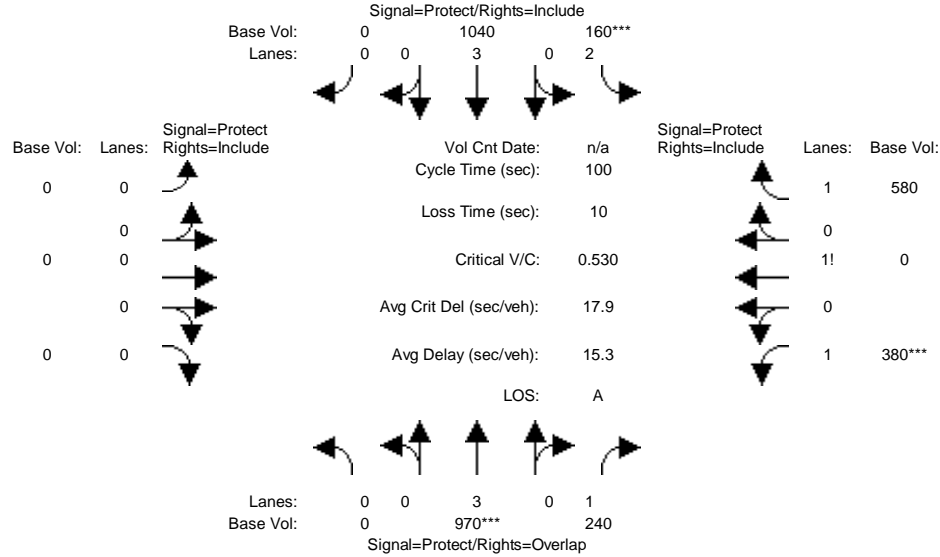 Signal=Protect/Rights=Include
Base Vol: 0 1040 160***
Lanes: 0 0 3 0 2
Signal=Protect Signal=Protect
Base Vol: Lanes: Rights=Include Vol Cnt Date: n/a Rights=Include Lanes: Base Vol:
Cycle Time (sec): 100
0 0 1 580
Loss Time (sec): 10
0 0
0 0 Critical V/C: 0.530 1! 0
0 Avg Crit Del (sec/veh): 17.9 0
0 0 Avg Delay (sec/veh): 15.3 1 380***
LOS: A
Lanes: 0 0 3 0 1
Base Vol: 0 970*** 240
Signal=Protect/Rights=Overlap